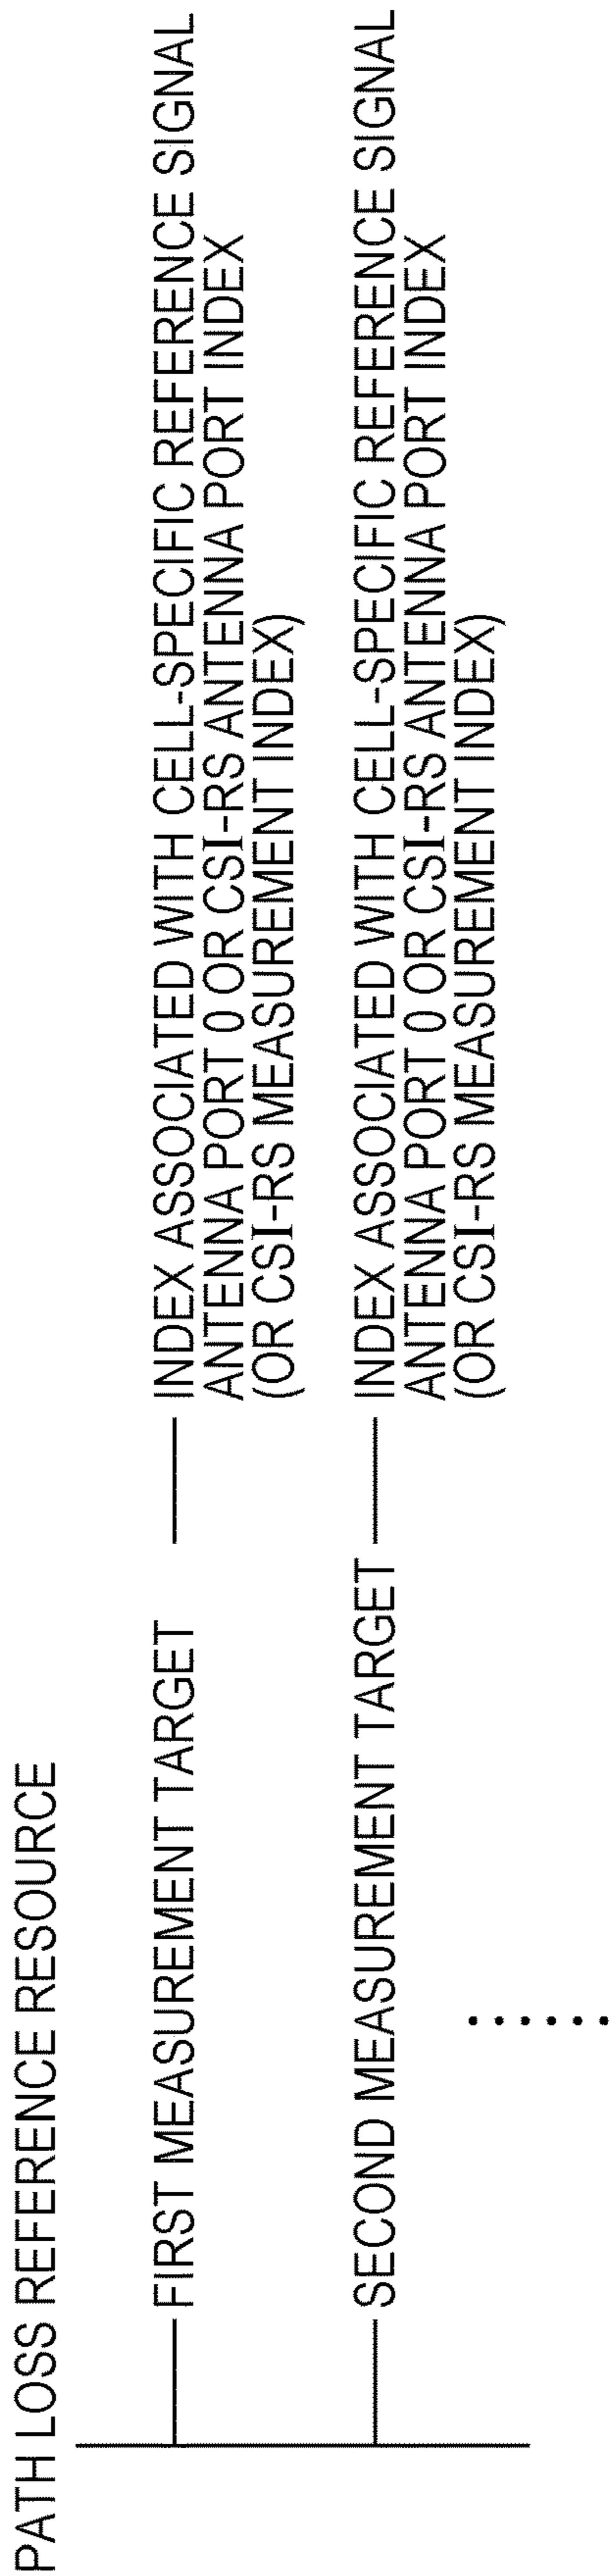 PATH LOSS REFERENCE RESOURCE
FIRST MEASUREMENT TARGET
INDEX ASSOCIATED WITH CELL-SPECIFIC REFERENCE SIGNAL
ANTENNA PORT 0 OR CSI-RS ANTENNA PORT INDEX
(OR CSI-RS MEASUREMENT INDEX)
SECOND MEASUREMENT TARGET
INDEX ASSOCIATED WITH CELL-SPECIFIC REFERENCE SIGNAL
ANTENNA PORT 0 OR CSI-RS ANTENNA PORT INDEX
(OR CSI-RS MEASUREMENT INDEX)
......